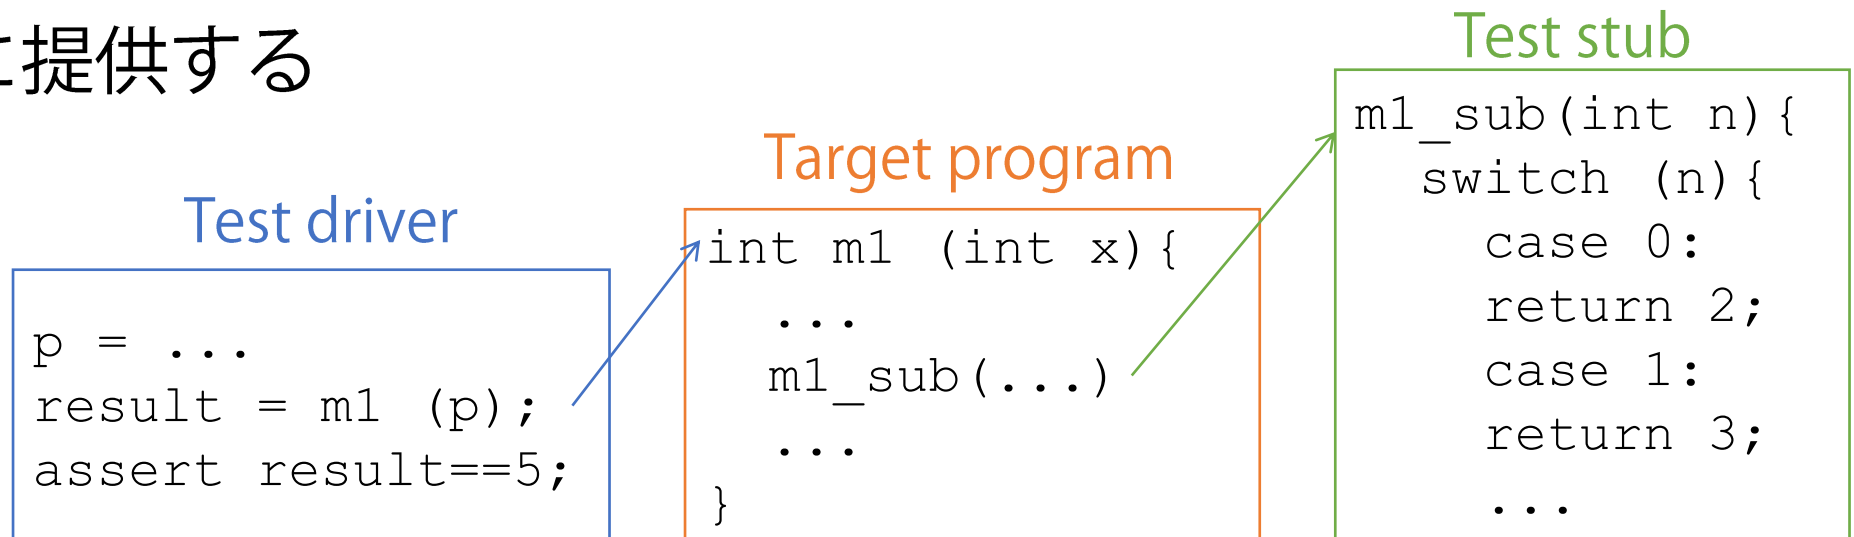 に提供する
Test driver
p = ...
result = m1 (p);
assert result==5;
Target program
int m1 (int x){
...
m1_sub(...)
...
}
Test stub
m1_sub(int n){
switch (n){
case 0:
return 2;
case 1:
return 3;
...